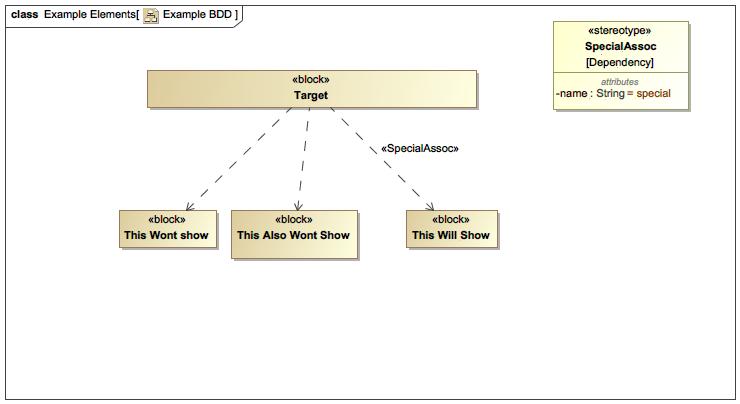 class Example Elements[ Example BDD ]
«stereotype»
SpecialAssoc
[Dependency]
attributes
-name : String = special
«block»
Target
«SpecialAssoc»
«block»
This Wont show
«block»
This Also Wont Show
«block»
This Will Show